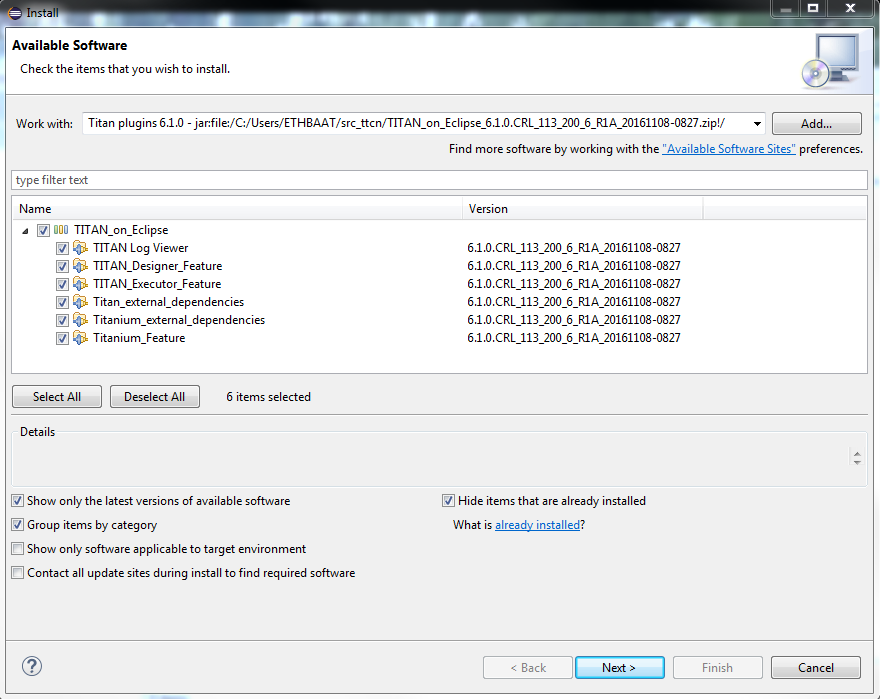 Install
Available Software
Check the items that you wish to install.
Work with: Titan plugins 6.1.0 - jar:file:/C:/Users/ETHBAAT/src_ttcn/TITAN_on_Eclipse_6.1.0.CRL_113_200_6_R1A_20161108-0827.zip!/ Add...
Find more software by working with the "Available Software Sites" preferences.
type filter text
Name Version
TITAN_on_Eclipse
TITAN Log Viewer 6.1.0.CRL_113_200_6_R1A_20161108-0827
TITAN_Designer_Feature 6.1.0.CRL_113_200_6_R1A_20161108-0827
TITAN_Executor_Feature 6.1.0.CRL_113_200_6_R1A_20161108-0827
Titan_external_dependencies 6.1.0.CRL_113_200_6_R1A_20161108-0827
Titanium_external_dependencies 6.1.0.CRL_113_200_6_R1A_20161108-0827
Titanium_Feature 6.1.0.CRL_113_200_6_R1A_20161108-0827
Select All Deselect All 6 items selected
Details
Show only the latest versions of available software Hide items that are already installed
Group items by category What is already installed?
Show only software applicable to target environment
Contact all update sites during install to find required software
? < Back Next > Finish Cancel